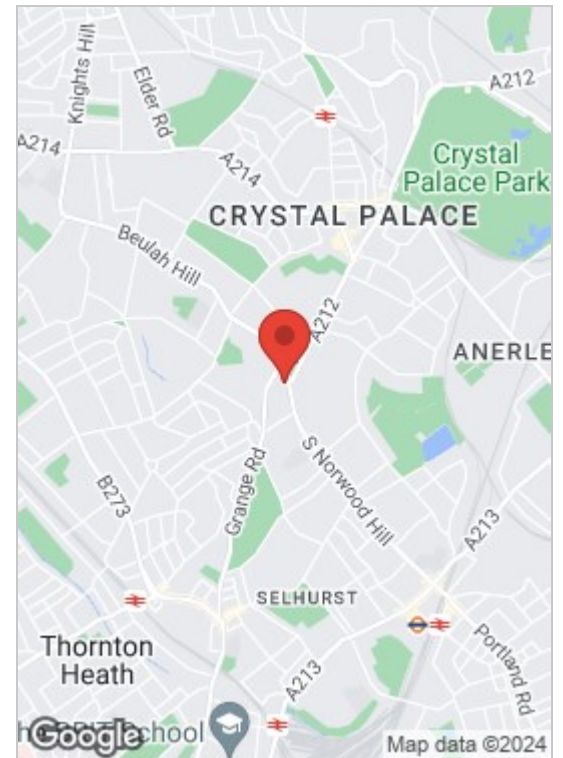 Knights Hill
Elder Rd
A212
A214
A214
Crystal
Palace Park
CRYSTAL PALACE
Beulah Hill
A212
ANERLE
S Norwood Hill
Grange Rd
B273
A213
SELHURST
Thornton
Heath
Portland Rd
A213
School
Google
Map data ©2024